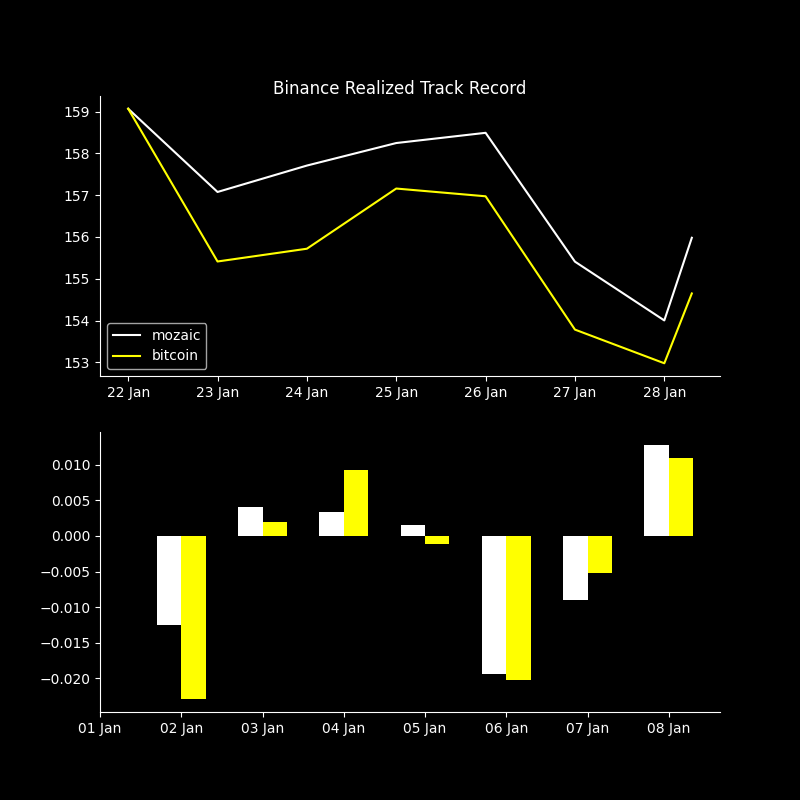 Binance Realized Track Record
159
158
157
156
155
154
153
mozaic
bitcoin
22 Jan 23 Jan 24 Jan 25 Jan 26 Jan 27 Jan 28 Jan
0.010
0.005
0.000
−0.005
−0.010
−0.015
−0.020
01 Jan 02 Jan 03 Jan 04 Jan 05 Jan 06 Jan 07 Jan 08 Jan